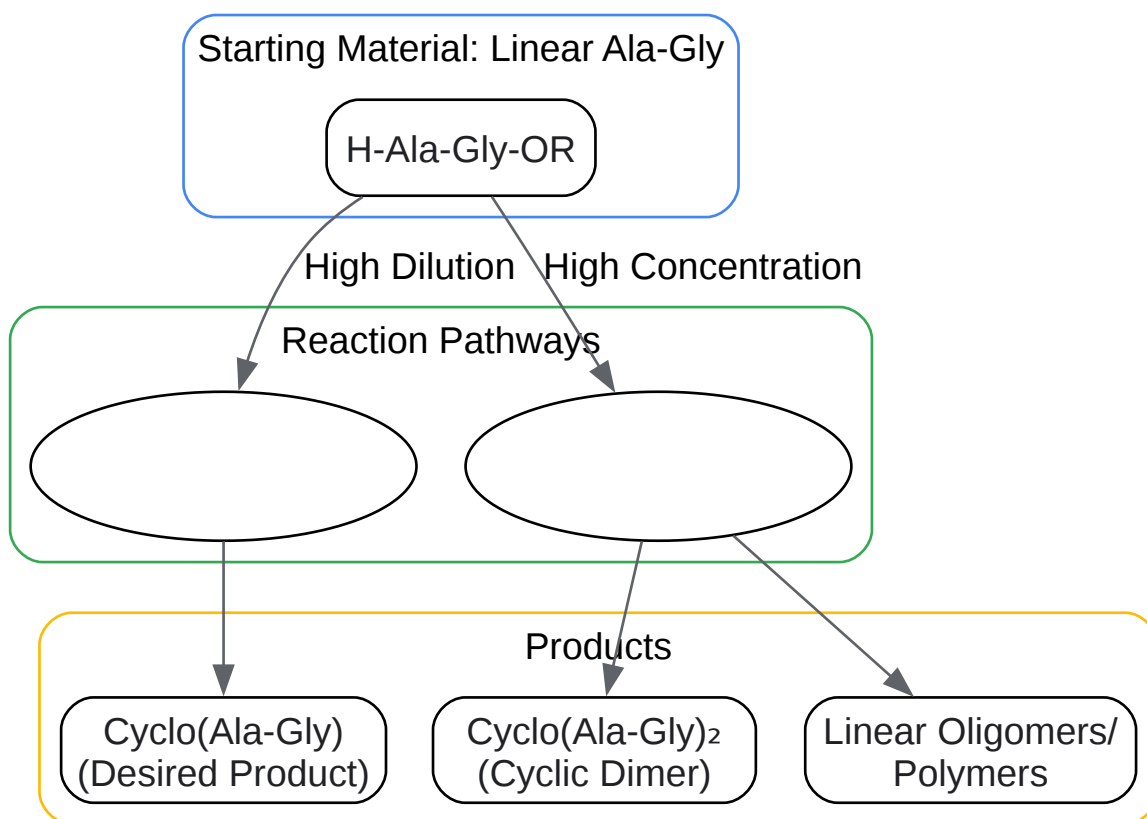 Starting Material: Linear Ala-Gly
H-Ala-Gly-OR
High Dilution
High Concentration
Reaction Pathways
Products
Cyclo(Ala-Gly)
(Desired Product)
Cyclo(Ala-Gly)₂
(Cyclic Dimer)
Linear Oligomers/
Polymers